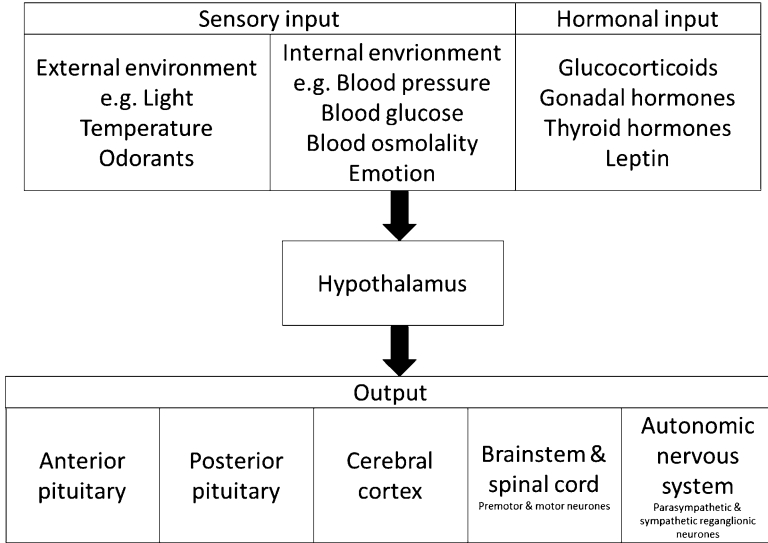 Sensory input
Hormonal input
External environment
e.g. Light
Temperature
Odorants
Internal envrionment
e.g. Blood pressure
Blood glucose
Blood osmolality
Emotion
Glucocorticoids
Gonadal hormones
Thyroid hormones
Leptin
Hypothalamus
Output
Anterior
pituitary
Posterior
pituitary
Cerebral
cortex
Brainstem &
spinal cord
Premotor & motor neurones
Autonomic
nervous
system
Parasympathetic &
sympathetic reganglionic
neurones